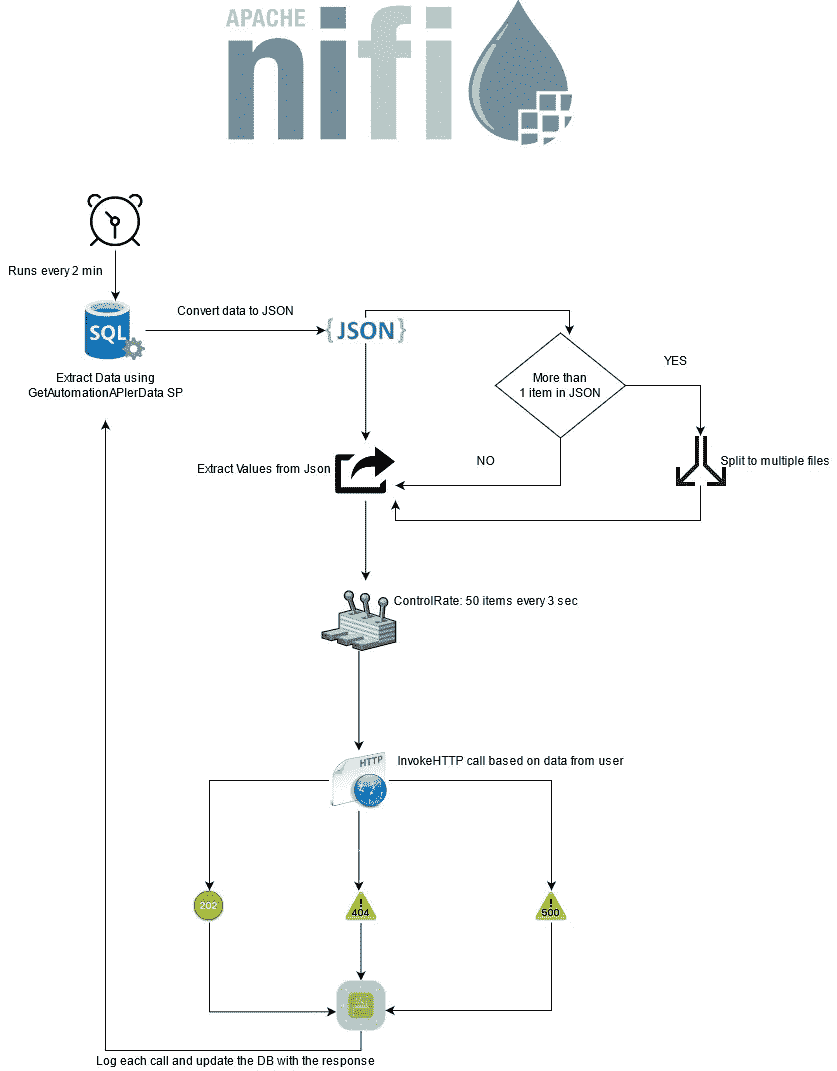 APACHE
nifi
Runs every 2 min
SQL
Convert data to JSON
{JSON}
Extract Data using
GetAutomationAPIerData SP
More than
1 item in JSON
YES
NO
Extract Values from Json
Split to multiple files
ControlRate: 50 items every 3 sec
HTTP
InvokeHTTP call based on data from user
202
!
404
!
500
Log each call and update the DB with the response